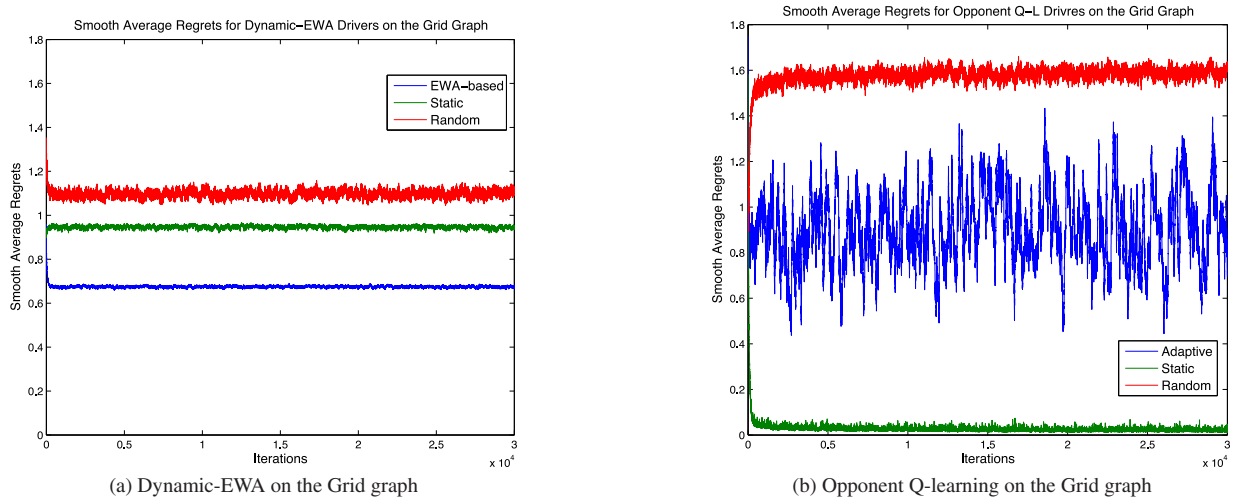 Smooth Average Regrets for Dynamic−EWA Drivers on the Grid Graph
1.8
1.6
1.4
1.2
1
0.8
0.6
0.4
0.2
0
Smooth Average Regrets
EWA−based
Static
Random
0
0.5
1
1.5
2
2.5
3
Iterations
x 10^4
(a) Dynamic-EWA on the Grid graph
Smooth Average Regrets for Opponent Q−L Drivres on the Grid Graph
1.8
1.6
1.4
1.2
1
0.8
0.6
0.4
0.2
0
Smooth Average Regrets
Adaptive
Static
Random
0
0.5
1
1.5
2
2.5
3
Iterations
x 10^4
(b) Opponent Q-learning on the Grid graph